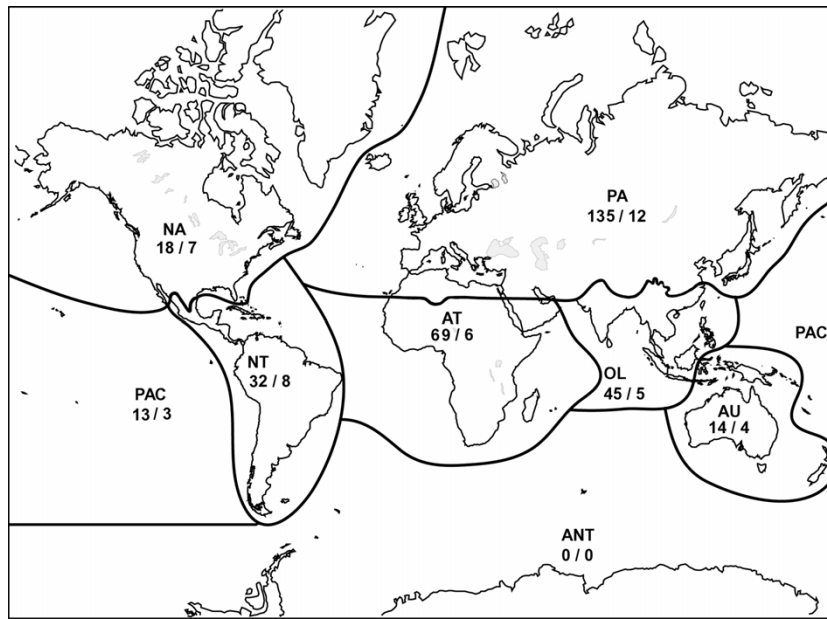 NA
18 / 7
PA
135 / 12
AT
69 / 6
PAC
NT
32 / 8
OL
45 / 5
PAC
13 / 3
AU
14 / 4
ANT
0 / 0